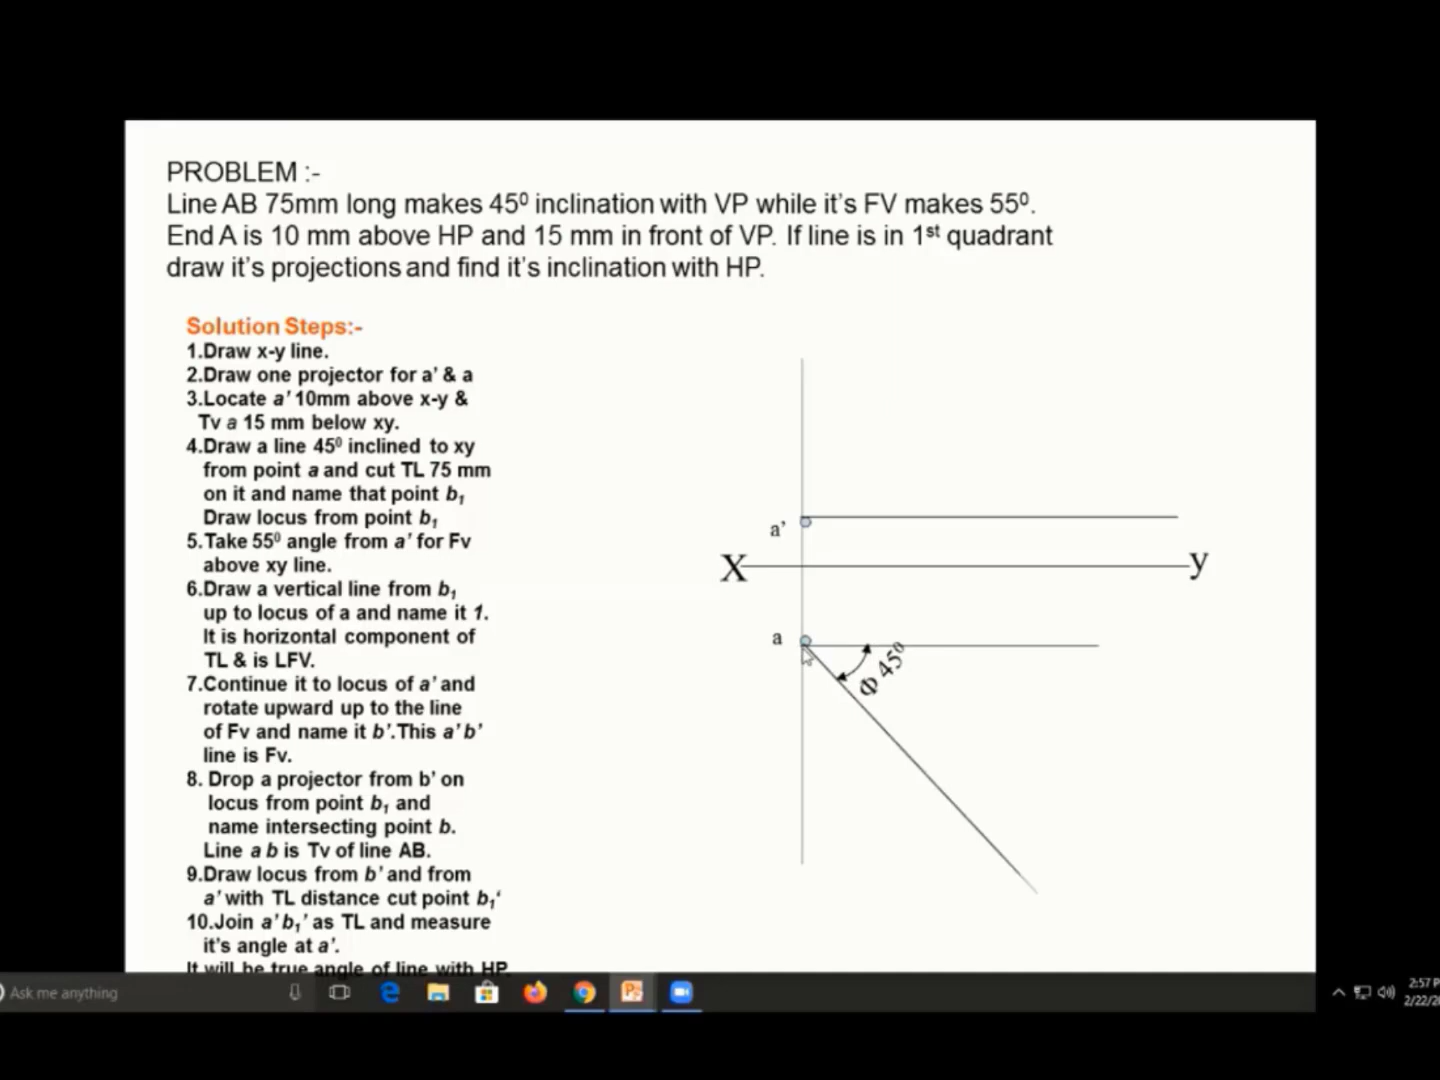 PROBLEM :-
Line AB 75mm long makes 45⁰ inclination with VP while it's FV makes 55⁰.
End A is 10 mm above HP and 15 mm in front of VP. If line is in 1st quadrant
draw it's projections and find it's inclination with HP.
Solution Steps:-
1.Draw x-y line.
2.Draw one projector for a' & a
3.Locate a' 10mm above x-y &
Tv a 15 mm below xy.
4.Draw a line 45⁰ inclined to xy
from point a and cut TL 75 mm
on it and name that point b₁
Draw locus from point b₁
5.Take 55⁰ angle from a' for Fv
above xy line.
6.Draw a vertical line from b₁
up to locus of a and name it 1.
It is horizontal component of
TL & is LFV.
7.Continue it to locus of a' and
rotate upward up to the line
of Fv and name it b'.This a'b'
line is Fv.
8. Drop a projector from b' on
locus from point b₁ and
name intersecting point b.
Line a b is Tv of line AB.
9.Draw locus from b' and from
a' with TL distance cut point b₁'
10.Join a'b₁' as TL and measure
it's angle at a'.
It will be true angle of line with HP.
a'
X
y
a
Φ 45⁰
Ask me anything
2:57 P
2/22/20